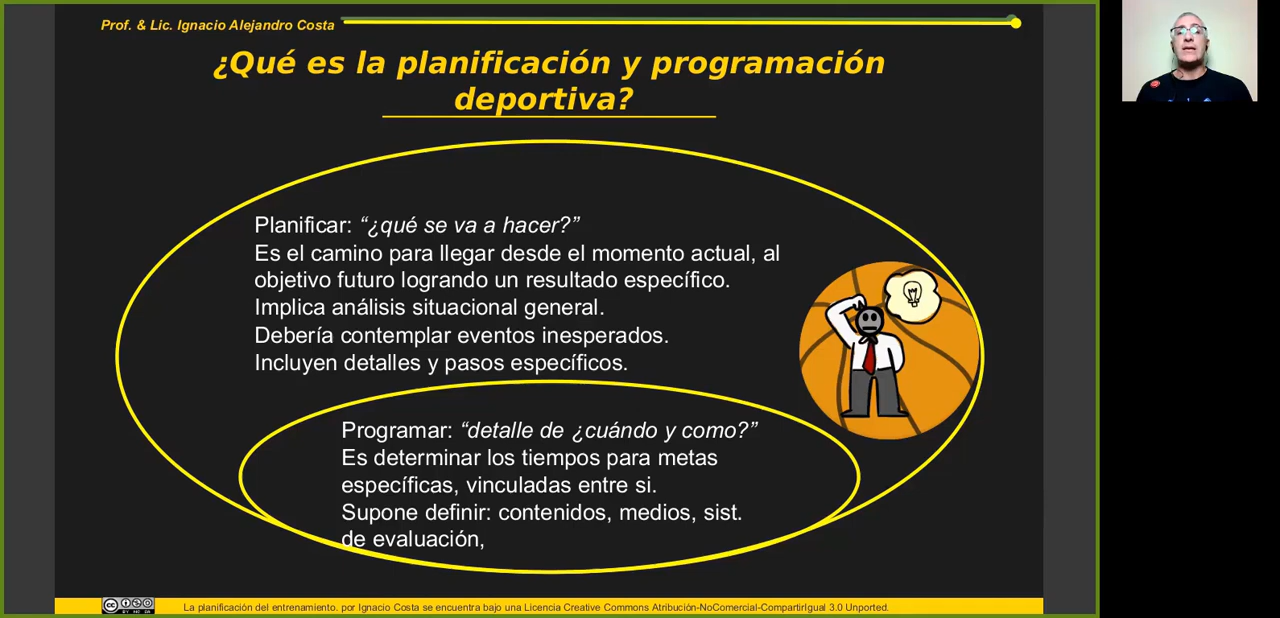 Prof. & Lic. Ignacio Alejandro Costa
¿Qué es la planificación y programación
deportiva?
Planificar: “¿qué se va a hacer?”
Es el camino para llegar desde el momento actual, al
objetivo futuro logrando un resultado específico.
Implica análisis situacional general.
Debería contemplar eventos inesperados.
Incluyen detalles y pasos específicos.
Programar: “detalle de ¿cuándo y como?”
Es determinar los tiempos para metas
específicas, vinculadas entre si.
Supone definir: contenidos, medios, sist.
de evaluación,
La planificación del entrenamiento. por Ignacio Costa se encuentra bajo una Licencia Creative Commons Atribución-NoComercial-CompartirIgual 3.0 Unported.